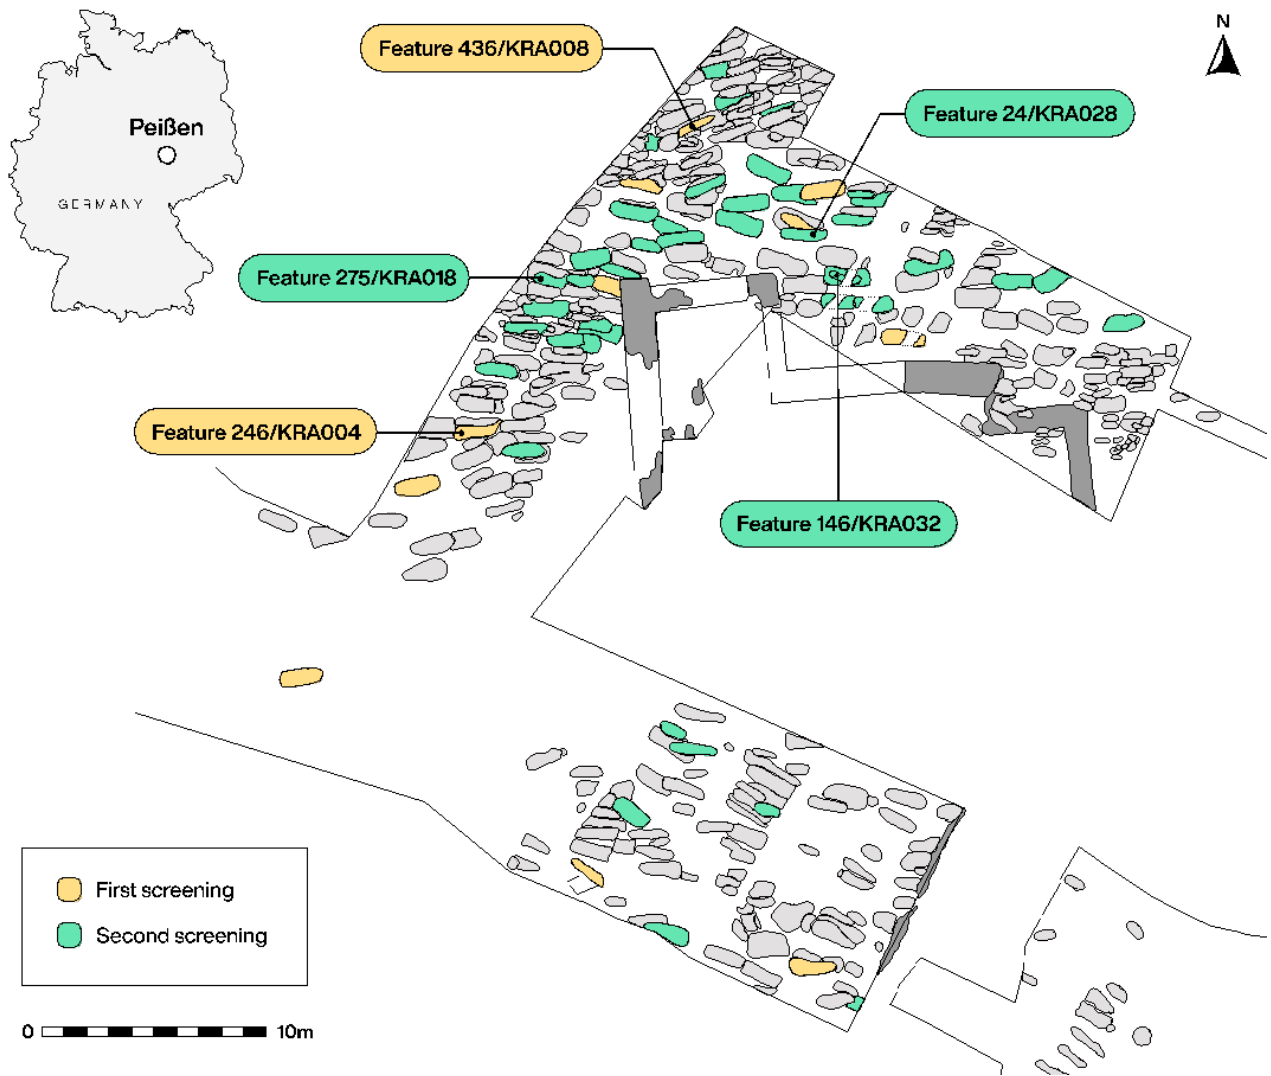 N
Feature 436/KRA008
Peißen
Feature 24/KRA028
GERMANY
Feature 275/KRA018
Feature 246/KRA004
Feature 146/KRA032
First screening
Second screening
0 10m